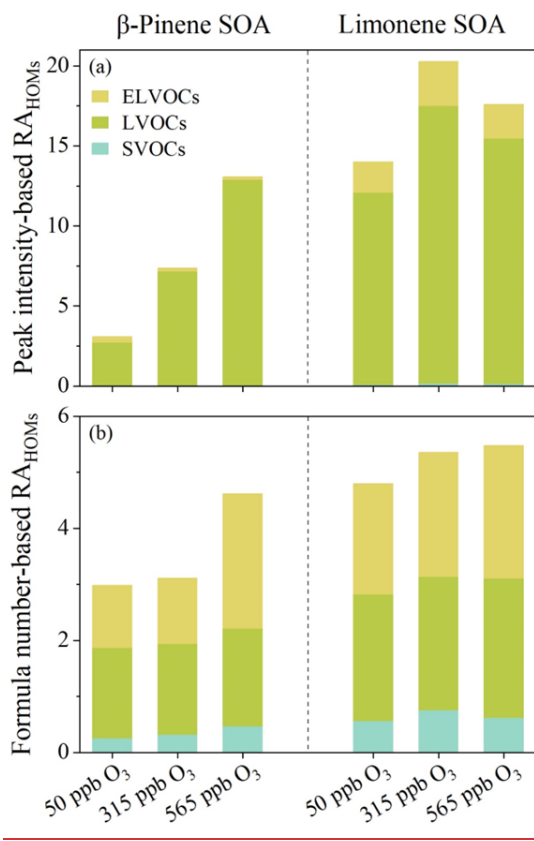 β-Pinene SOA
Limonene SOA
(a)
ELVOCs
LVOCs
SVOCs
Peak intensity-based RA_HOMs
20
15
10
5
0
(b)
Formula number-based RA_HOMs
6
4
2
0
50 ppb O₃
315 ppb O₃
565 ppb O₃
50 ppb O₃
315 ppb O₃
565 ppb O₃